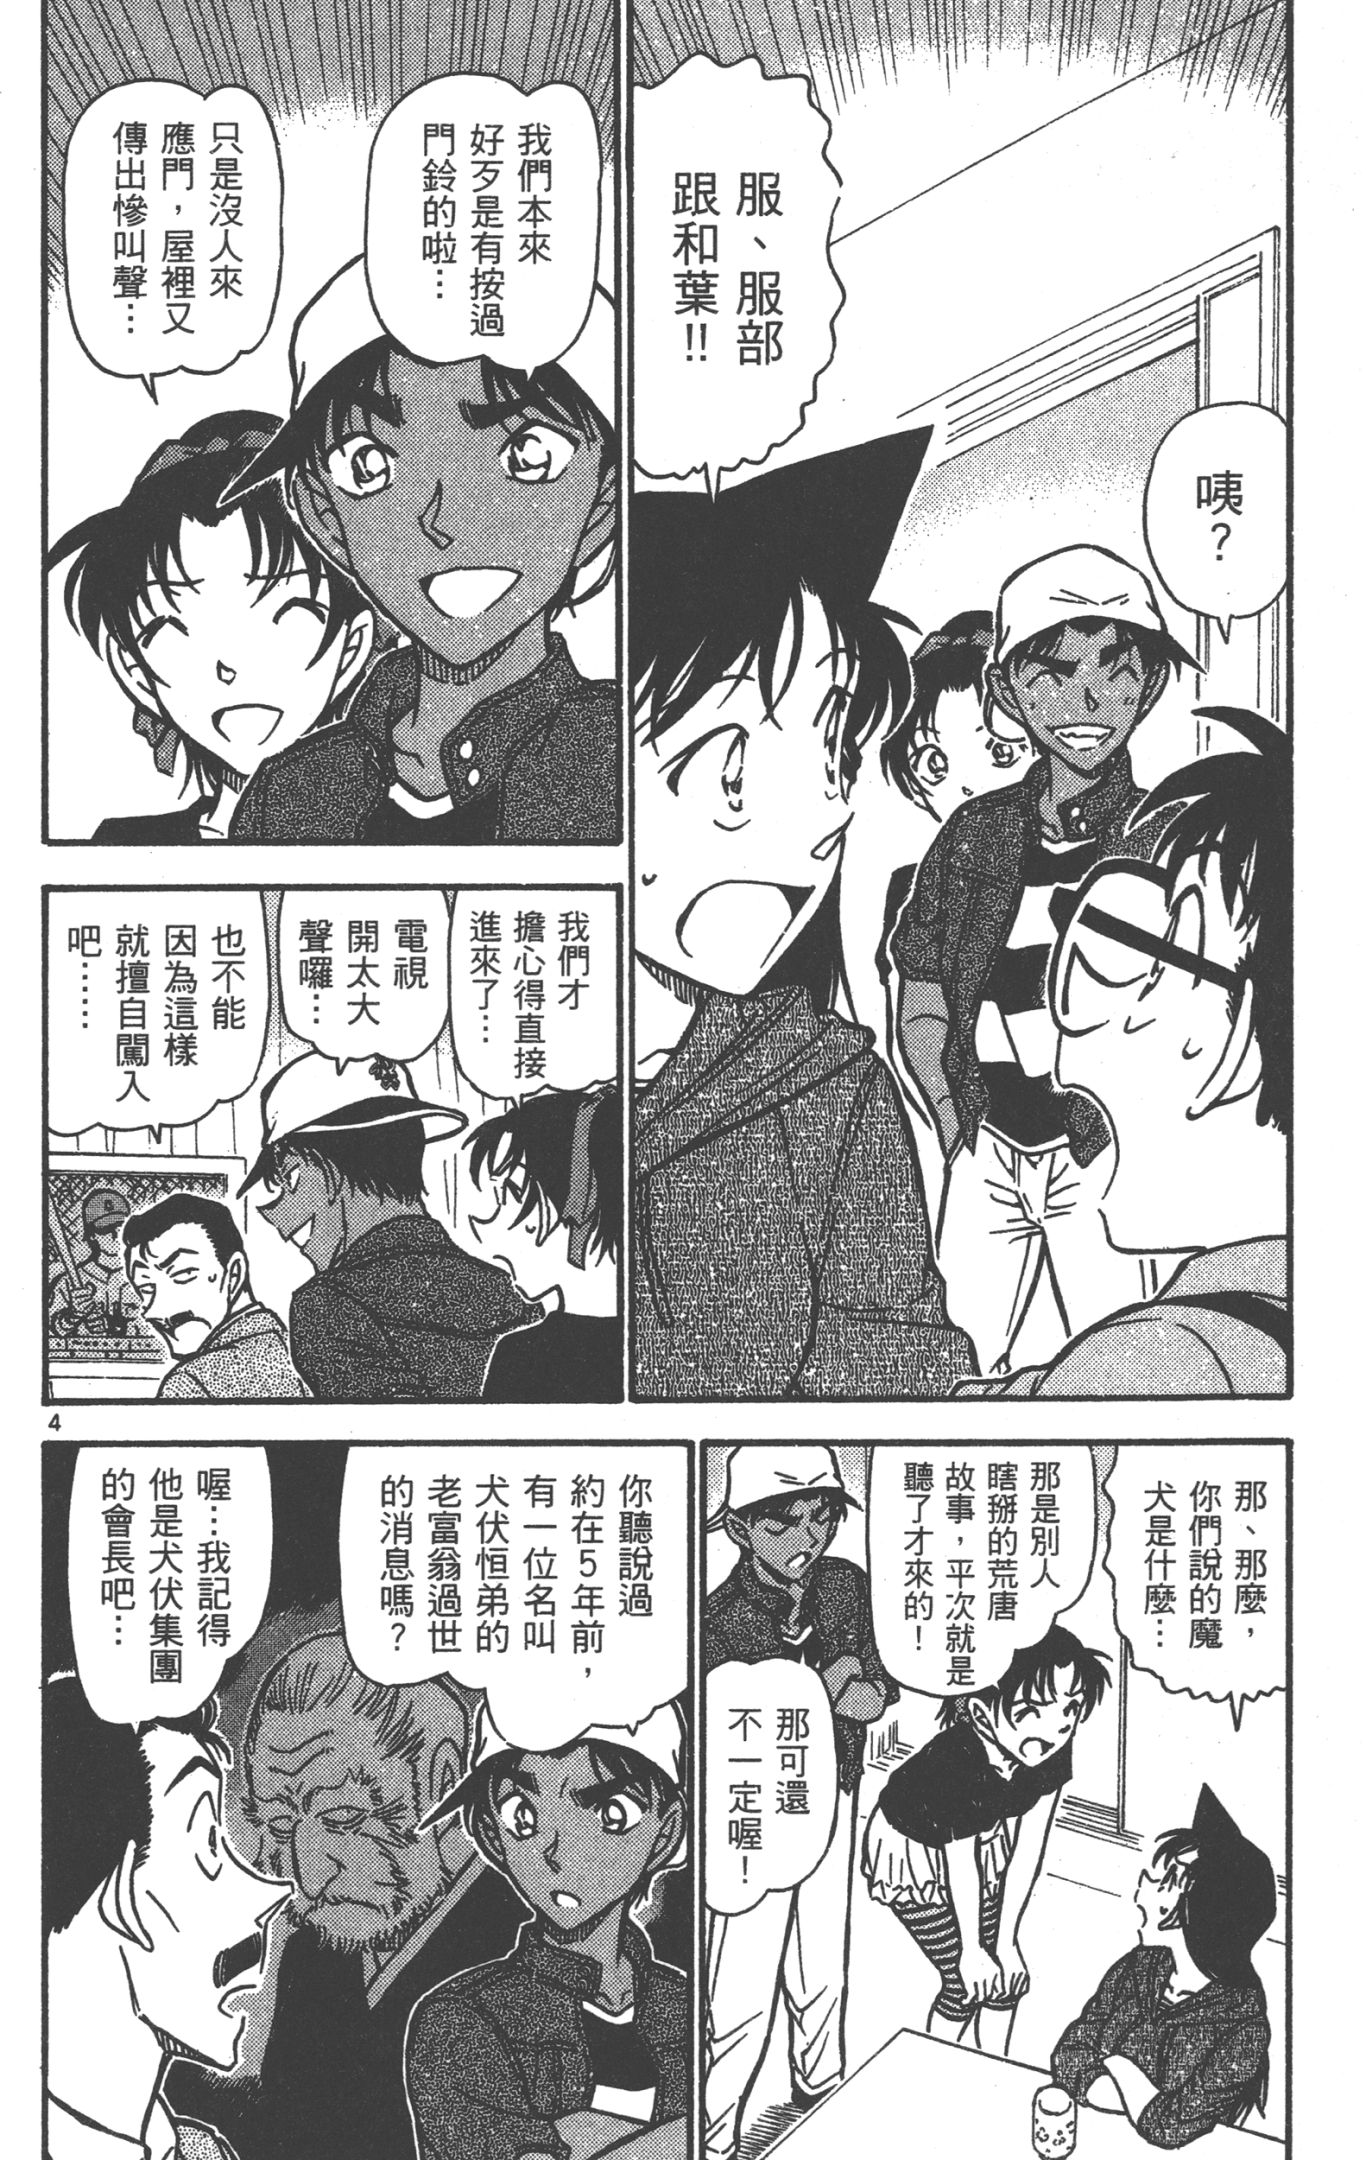 咦？
服、服部
跟和葉!!
我們本來
好歹是有按過
門鈴的啦…
只是沒人來
應門，屋裡又
傳出慘叫聲…
我們才
擔心得直接
進來了…
電視
開太大
聲囉…
也不能
因為這樣
就擅自闖入
吧……
那、那麼，
你們說的魔
犬是什麼…
那是別人
瞎掰的荒唐
故事，平次就是
聽了才來的！
那可還
不一定喔！
你聽說過
約在5年前，
有一位名叫
犬伏恒弟的
老富翁過世
的消息嗎？
喔…我記得
他是犬伏集團
的會長吧…
4